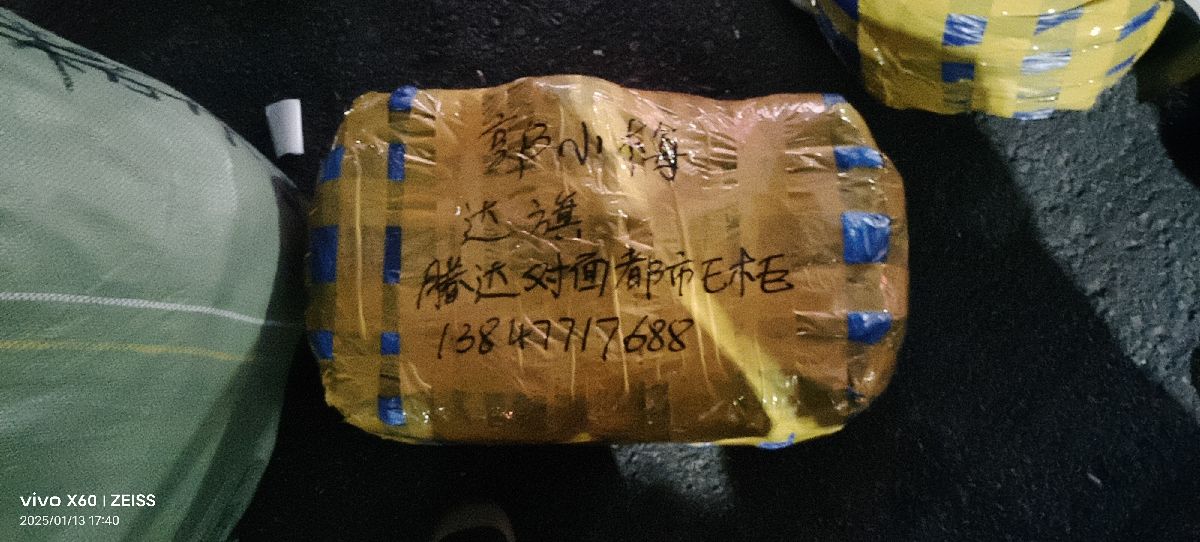 郭小梅
达旗
腾达对面都市E柜E
13847717688
vivo X60 | ZEISS
2025/01/13 17:40